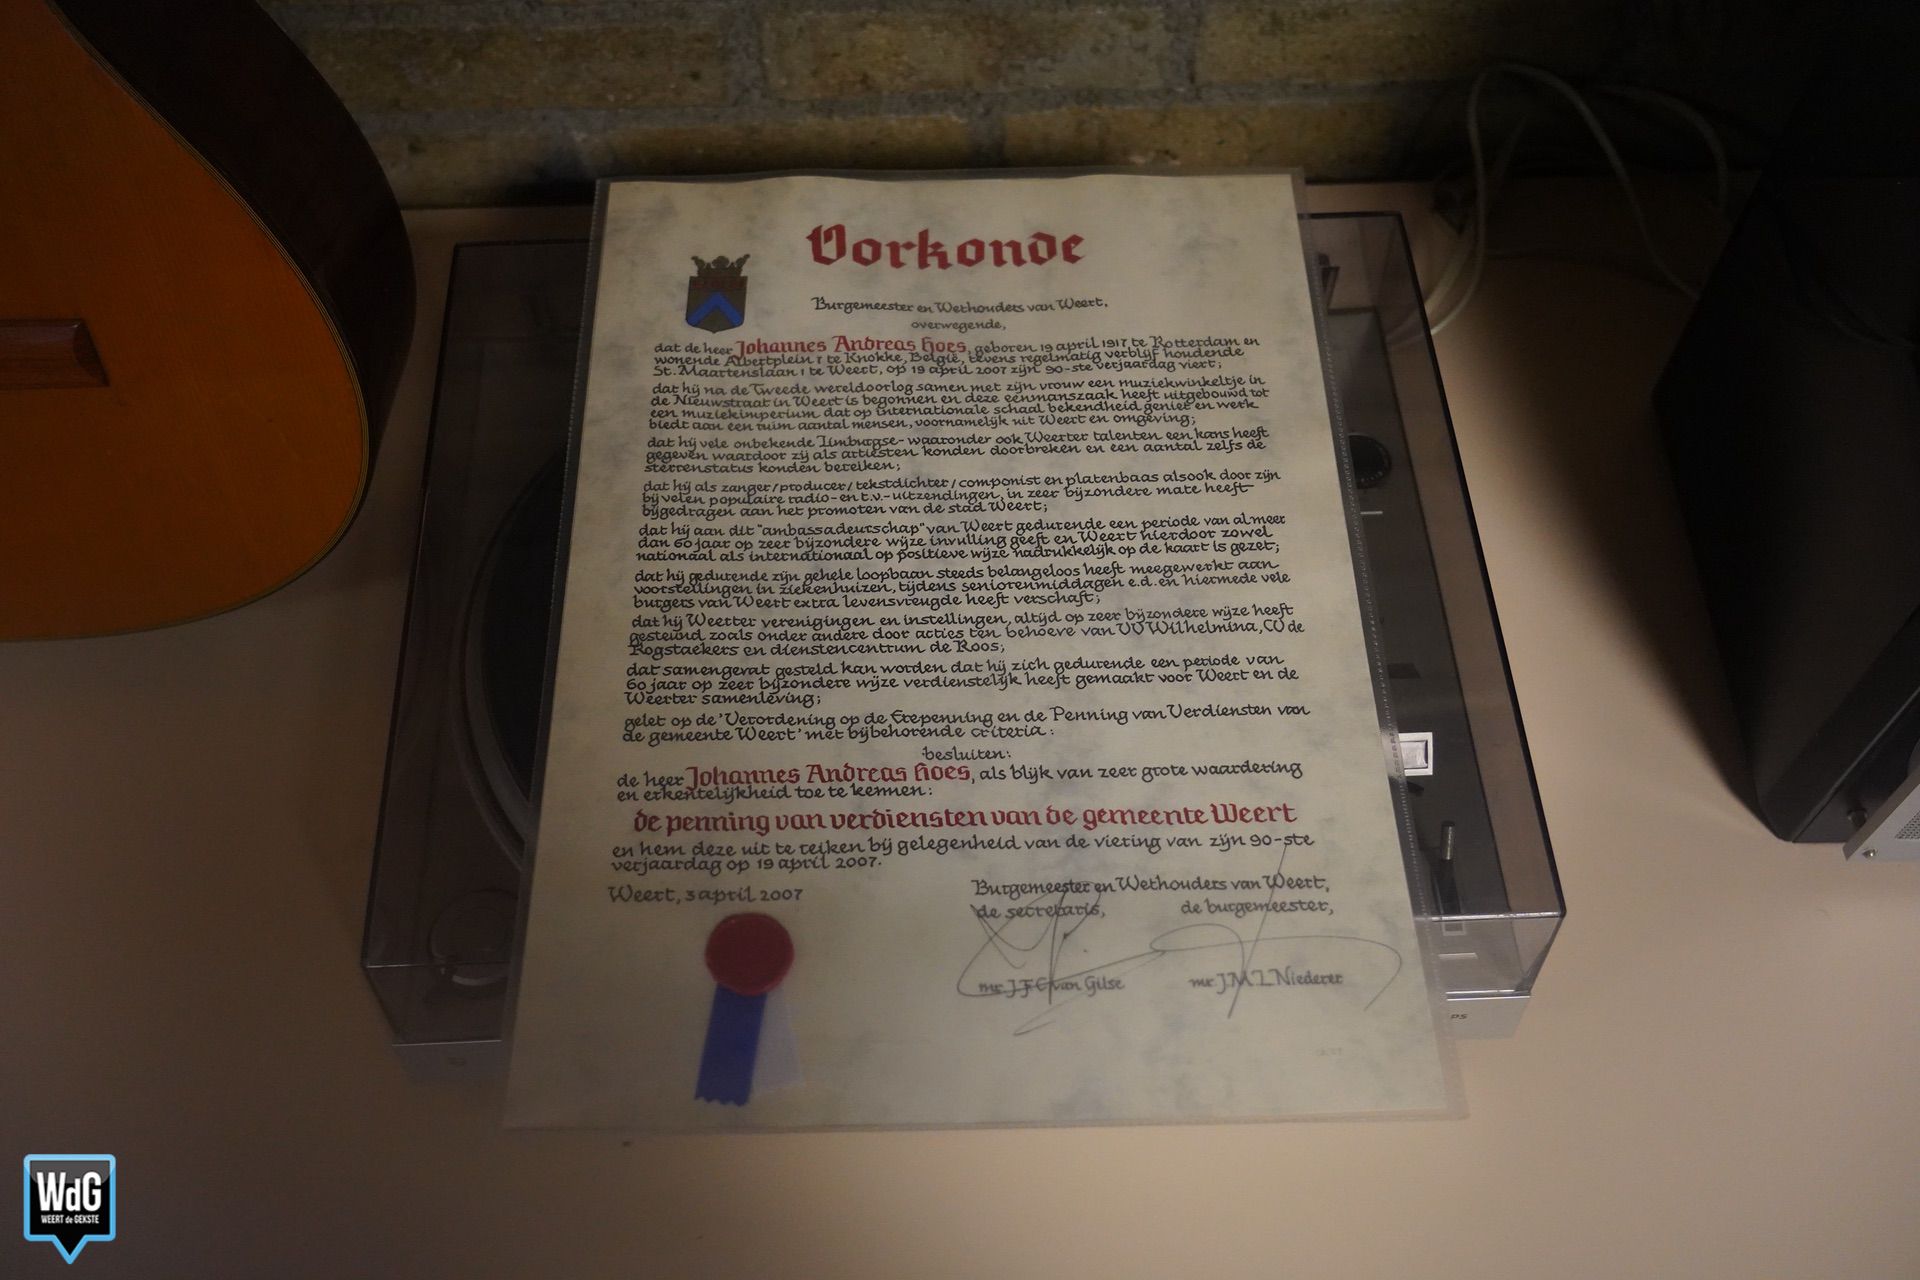 Oorkonde
Burgemeester en Wethouders van Weert,
overwegende,
dat de heer Johannes Andreas Hoes, geboren 19 april 1917 te Rotterdam en
wonende Albertplein 7 te Knokke, België, tevens regelmatig verblijf houdende
St. Maartenslaan 1 te Weert, op 19 april 2007 zijn 90-ste verjaardag viert;
dat hij na de Tweede wereldoorlog samen met zijn vrouw een muziekwinkeltje in
de Nieuwstraat in Weert is begonnen en deze eenmanszaak heeft uitgebouwd tot
een muziekimperium dat op internationale schaal bekendheid geniet en werk
biedt aan een ruim aantal mensen, voornamelijk uit Weert en omgeving;
dat hij vele onbekende Limburgse- waaronder ook Weerter talenten een kans heeft
gegeven waardoor zij als artiesten konden doorbreken en een aantal zelfs de
sterrenstatus konden bereiken;
dat hij als zanger/producer/tekstdichter/componist en platenbaas alsook door zijn
bij velen populaire radio- en t.v.- uitzendingen, in zeer bijzondere mate heeft
bijgedragen aan het promoten van de stad Weert;
dat hij aan dit "ambassadeurschap" van Weert gedurende een periode van al meer
dan 60 jaar op zeer bijzondere wijze invulling geeft en Weert hierdoor zowel
nationaal als internationaal op positieve wijze nadrukkelijk op de kaart is gezet;
dat hij gedurende zijn gehele loopbaan steeds belangeloos heeft meegewerkt aan
voorstellingen in ziekenhuizen, tijdens seniorenmiddagen e.d. en hiermede vele
burgers van Weert extra levensvreugde heeft verschaft;
dat hij Weerter verenigingen en instellingen, altijd op zeer bijzondere wijze heeft
gesteund zoals onder andere door acties ten behoeve van VV Wilhelmina, CV de
Rogstaekers en dienstencentrum de Roos;
dat samengevat gesteld kan worden dat hij zich gedurende een periode van
60 jaar op zeer bijzondere wijze verdienstelijk heeft gemaakt voor Weert en de
Weerter samenleving;
gelet op de 'Verordening op de Erepenning en de Penning van Verdiensten van
de gemeente Weert' met bijbehorende criteria:
besluiten:
de heer Johannes Andreas Hoes, als blijk van zeer grote waardering
en erkentelijkheid toe te kennen:
de penning van verdiensten van de gemeente Weert
en hem deze uit te reiken bij gelegenheid van de viering van zijn 90-ste
verjaardag op 19 april 2007.
Weert, 3 april 2007
Burgemeester en Wethouders van Weert,
de secretaris, de burgemeester,
mr. J.F.C van Gilse mr. J.M.L Niederer
PS
WdG
WEERT de GEKSTE